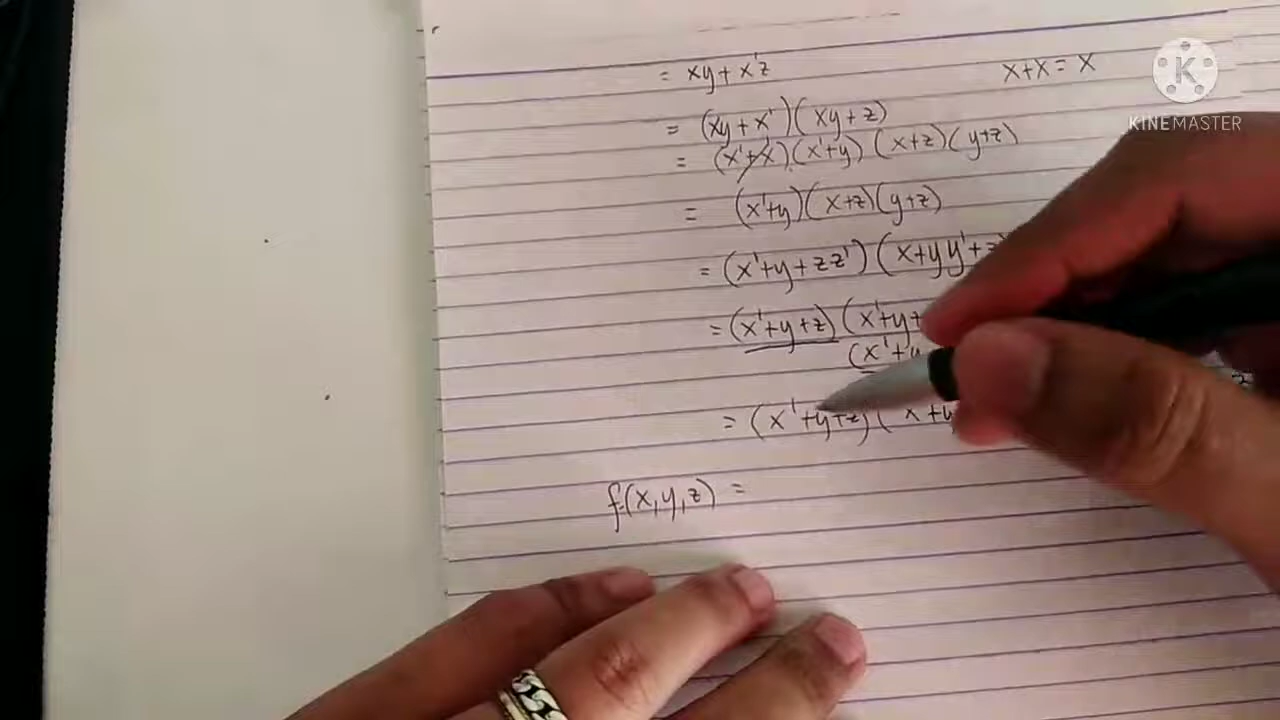 = xy + x'z
x+x = x
= (xy + x')(xy + z)
= (x'+x)(x'+y)(x+z)(y+z)
= (x'+y)(x+z)(y+z)
= (x'+y+zz')(x+yy'+z
= (x'+y+z)(x'+y+
(x'+y
= (x'+y+z)(x+y
f(x,y,z) =
K
KINEMASTER